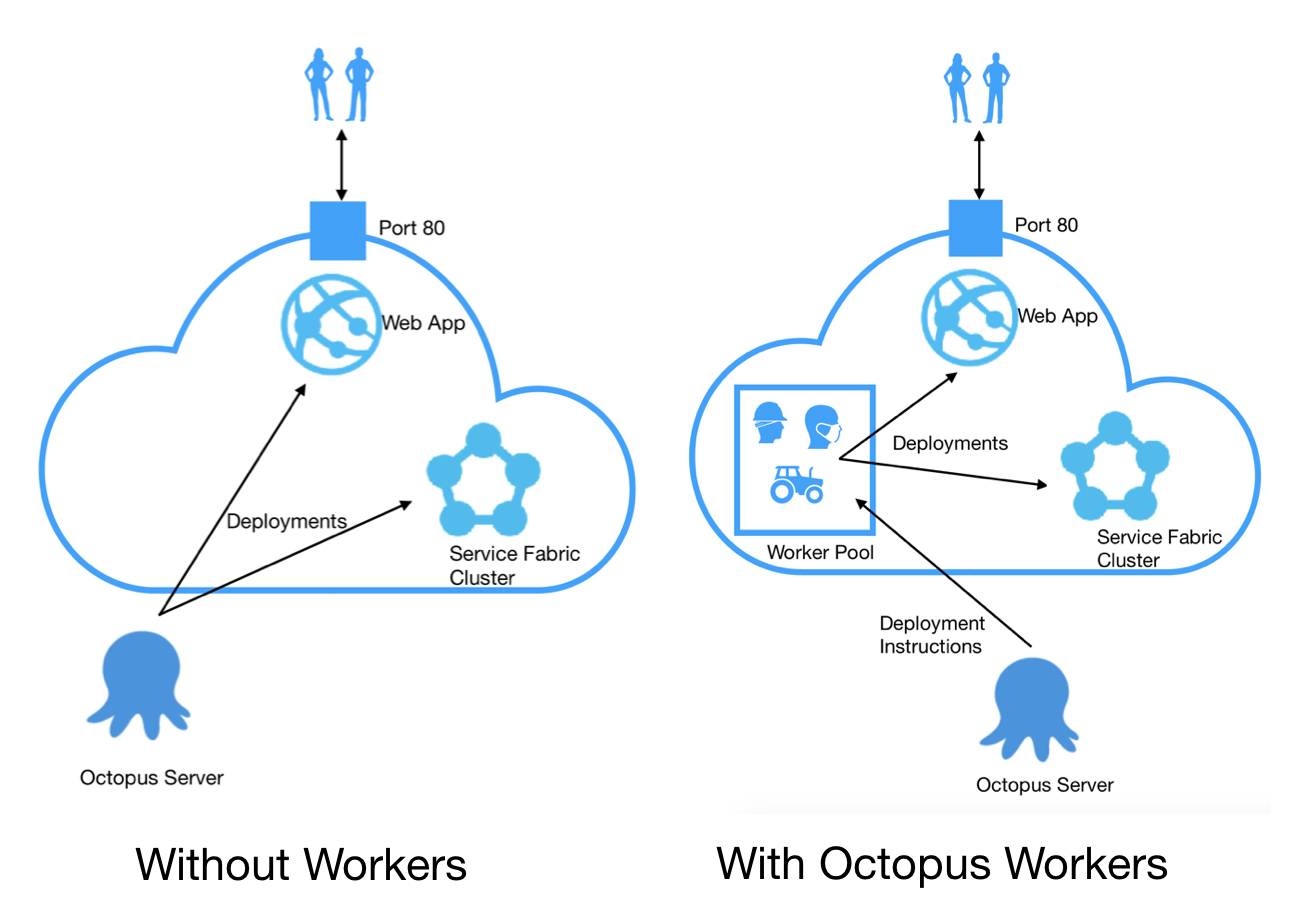 Port 80
Web App
Deployments
Service Fabric
Cluster
Octopus Server
Without Workers
Port 80
Web App
Deployments
Service Fabric
Cluster
Worker Pool
Deployment
Instructions
Octopus Server
With Octopus Workers